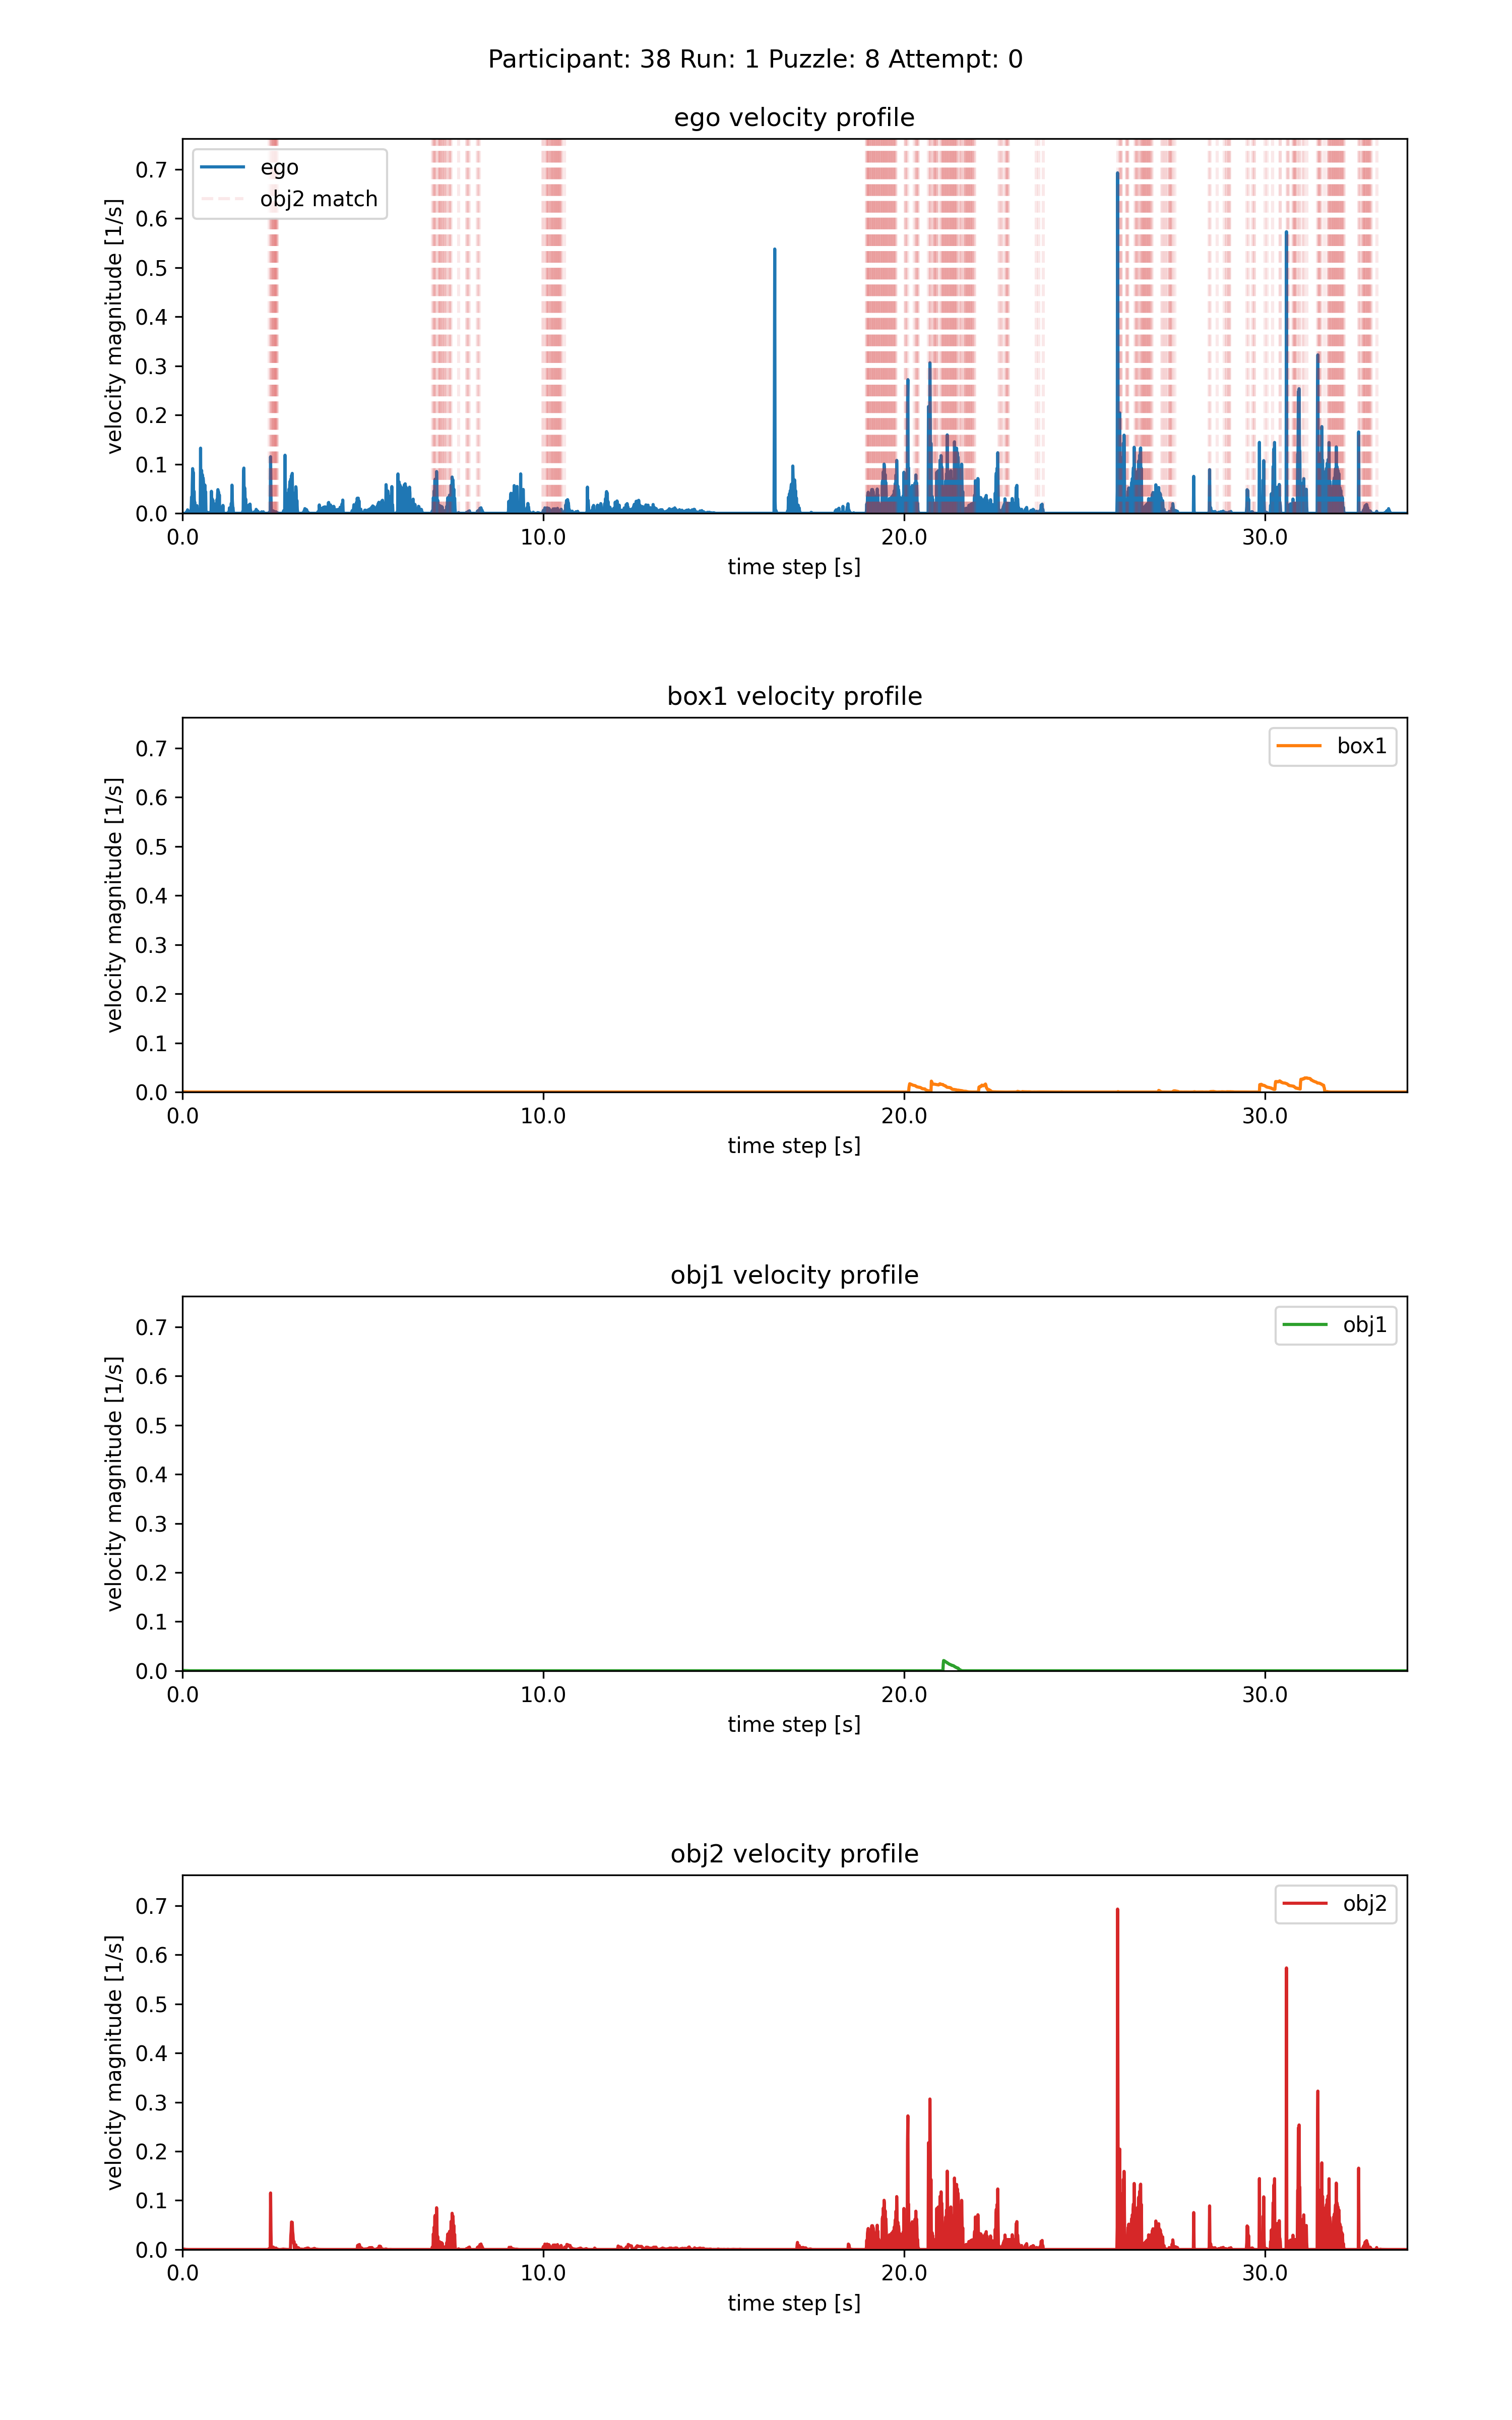 Participant: 38 Run: 1 Puzzle: 8 Attempt: 0
ego velocity profile
velocity magnitude [1/s]
0.7
0.6
0.5
0.4
0.3
0.2
0.1
0.0
ego
obj2 match
0.0 10.0 20.0 30.0
time step [s]
box1 velocity profile
velocity magnitude [1/s]
0.7
0.6
0.5
0.4
0.3
0.2
0.1
0.0
box1
0.0 10.0 20.0 30.0
time step [s]
obj1 velocity profile
velocity magnitude [1/s]
0.7
0.6
0.5
0.4
0.3
0.2
0.1
0.0
obj1
0.0 10.0 20.0 30.0
time step [s]
obj2 velocity profile
velocity magnitude [1/s]
0.7
0.6
0.5
0.4
0.3
0.2
0.1
0.0
obj2
0.0 10.0 20.0 30.0
time step [s]